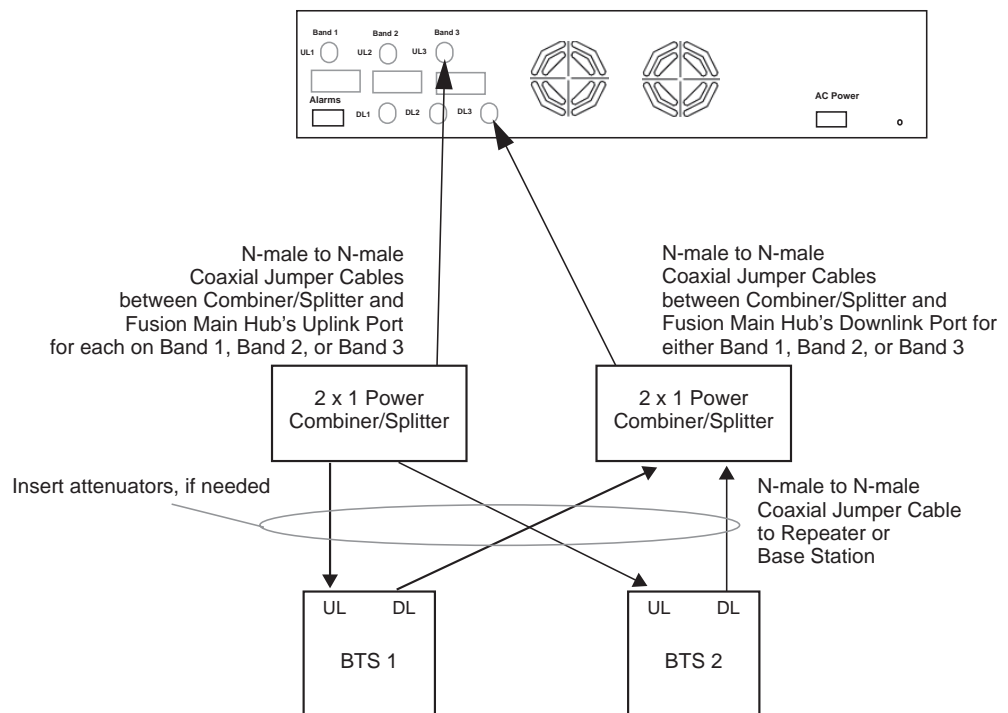 Band 1
Band 2
Band 3
UL1
UL2
UL3
Alarms
DL1
DL2
DL3
AC Power
N-male to N-male
Coaxial Jumper Cables
between Combiner/Splitter and
Fusion Main Hub's Uplink Port
for each on Band 1, Band 2, or Band 3
N-male to N-male
Coaxial Jumper Cables
between Combiner/Splitter and
Fusion Main Hub's Downlink Port for
either Band 1, Band 2, or Band 3
2 x 1 Power
Combiner/Splitter
2 x 1 Power
Combiner/Splitter
Insert attenuators, if needed
N-male to N-male
Coaxial Jumper Cable
to Repeater or
Base Station
UL
DL
BTS 1
UL
DL
BTS 2